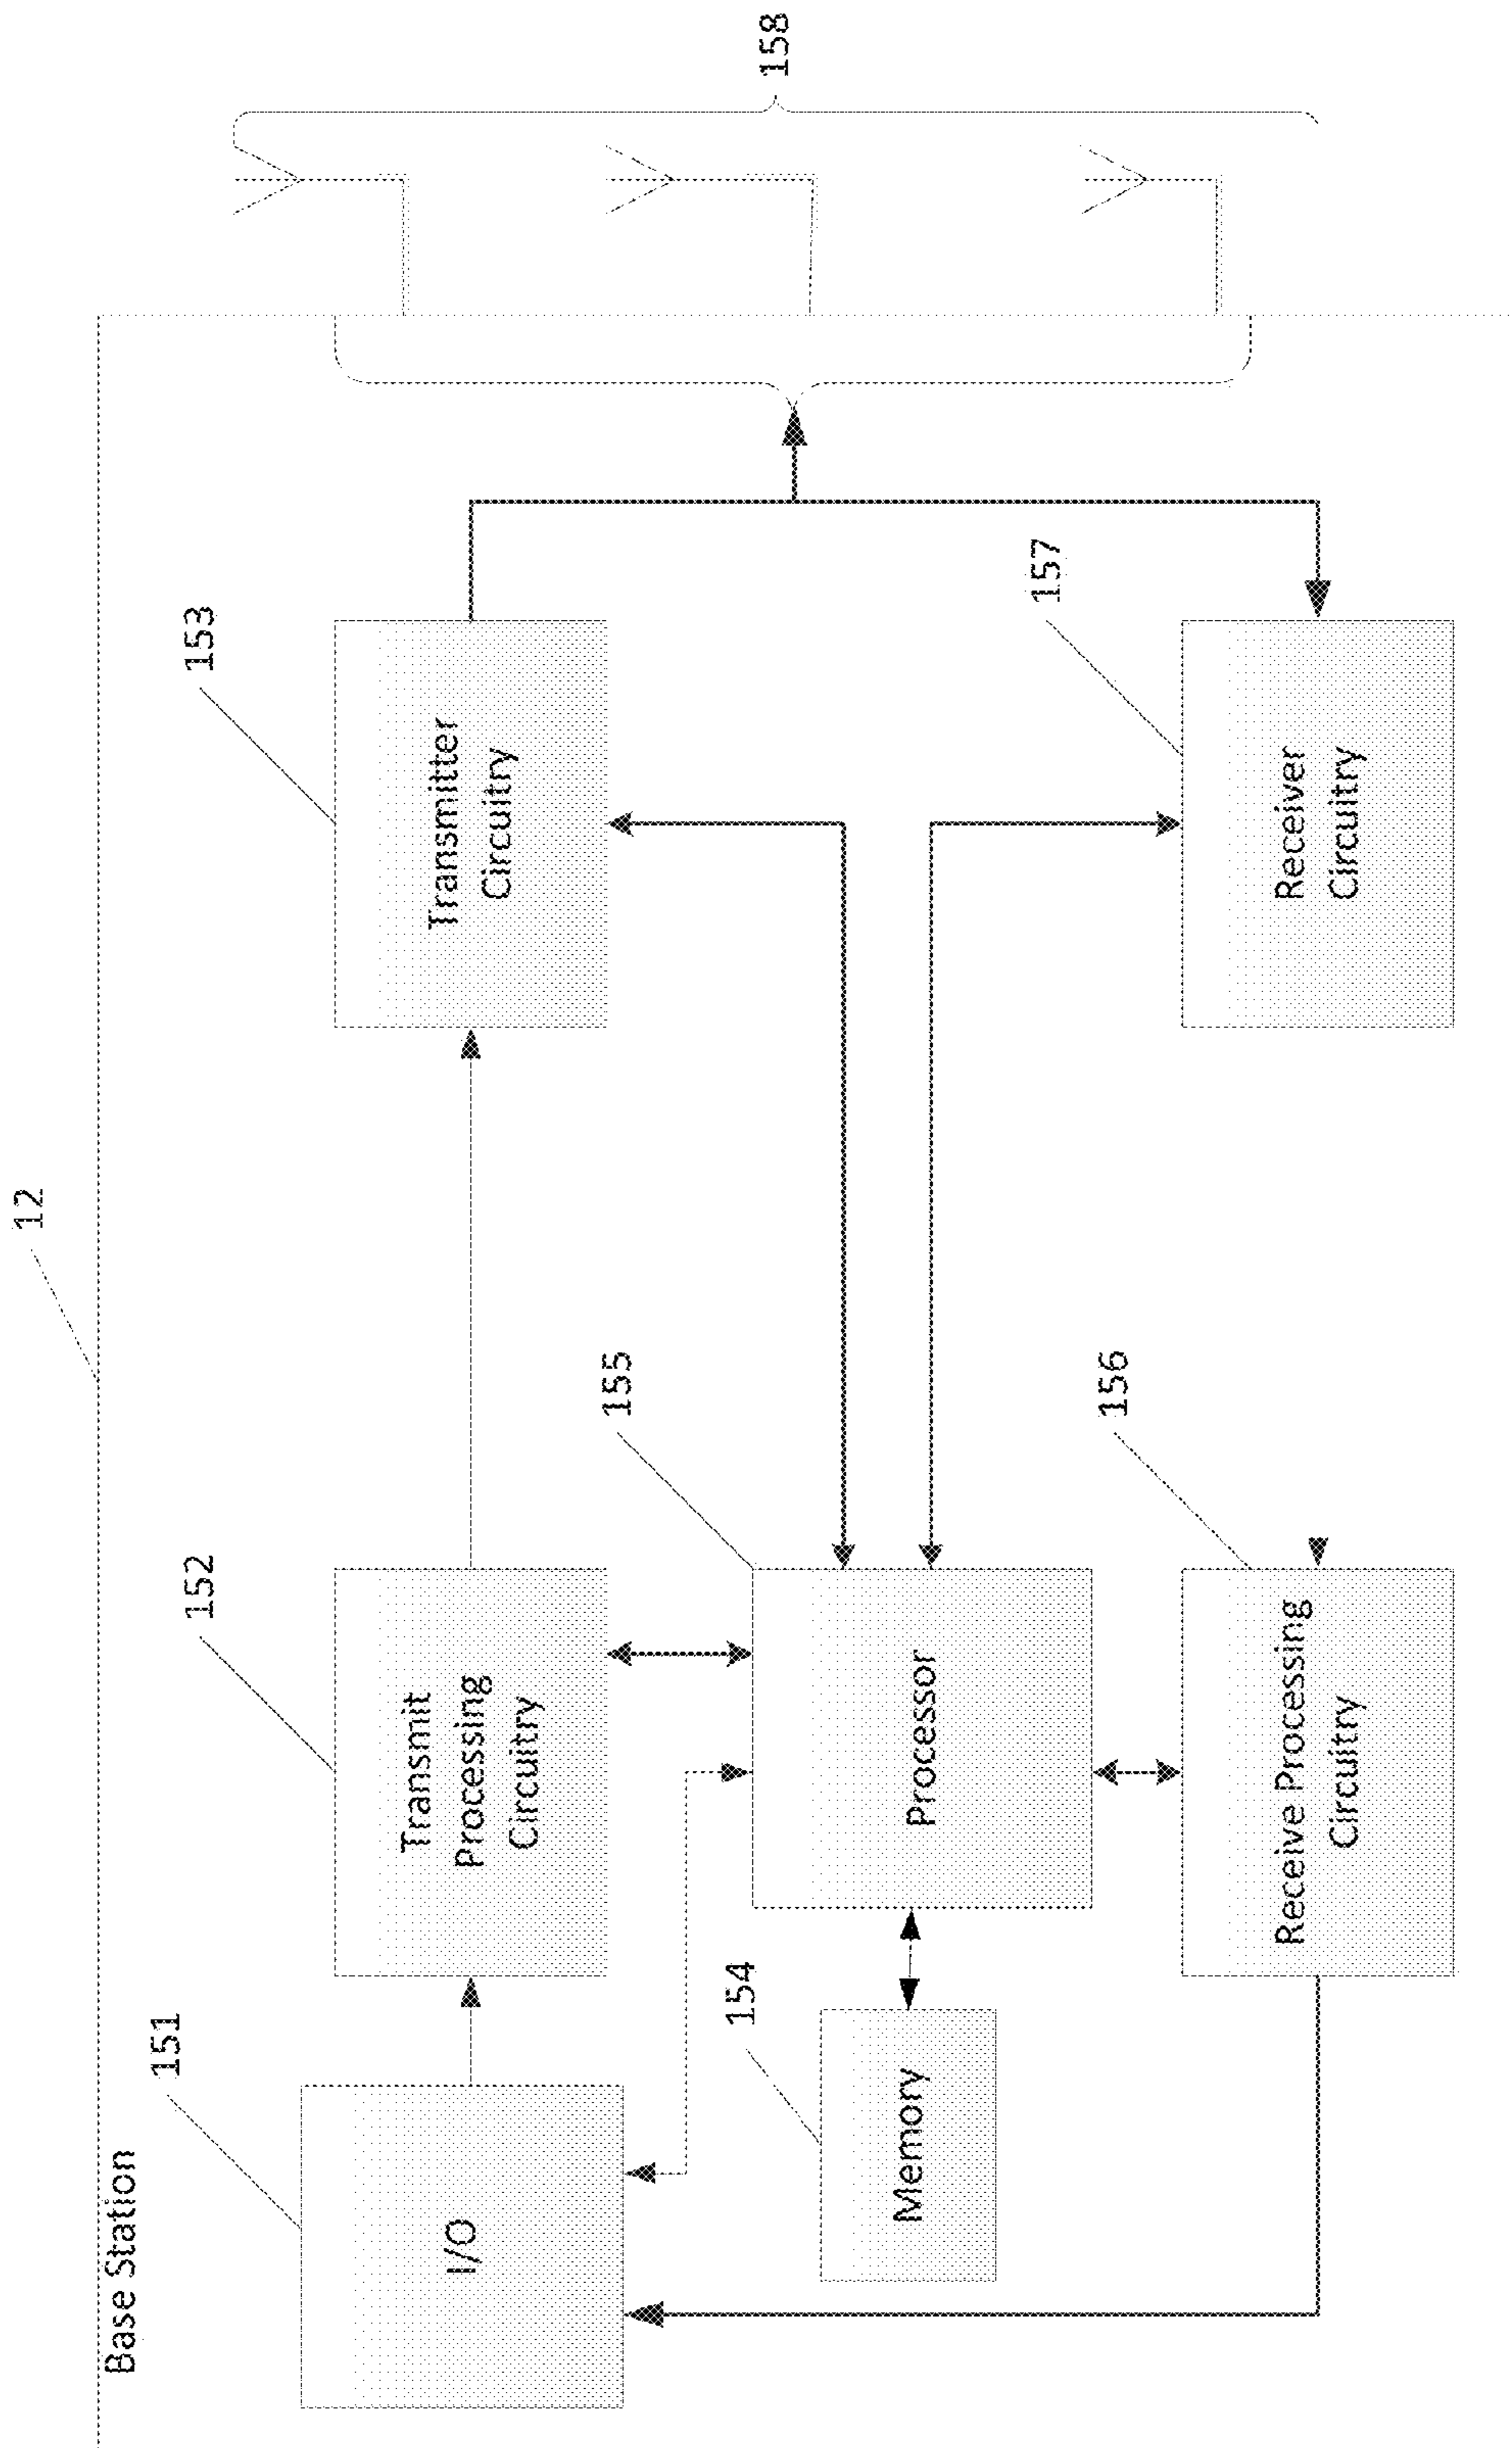 12
Base Station
151
I/O
152
Transmit
Processing
Circuitry
153
Transmitter
Circuitry
158
154
Memory
155
Processor
156
Receive Processing
Circuitry
157
Receiver
Circuitry